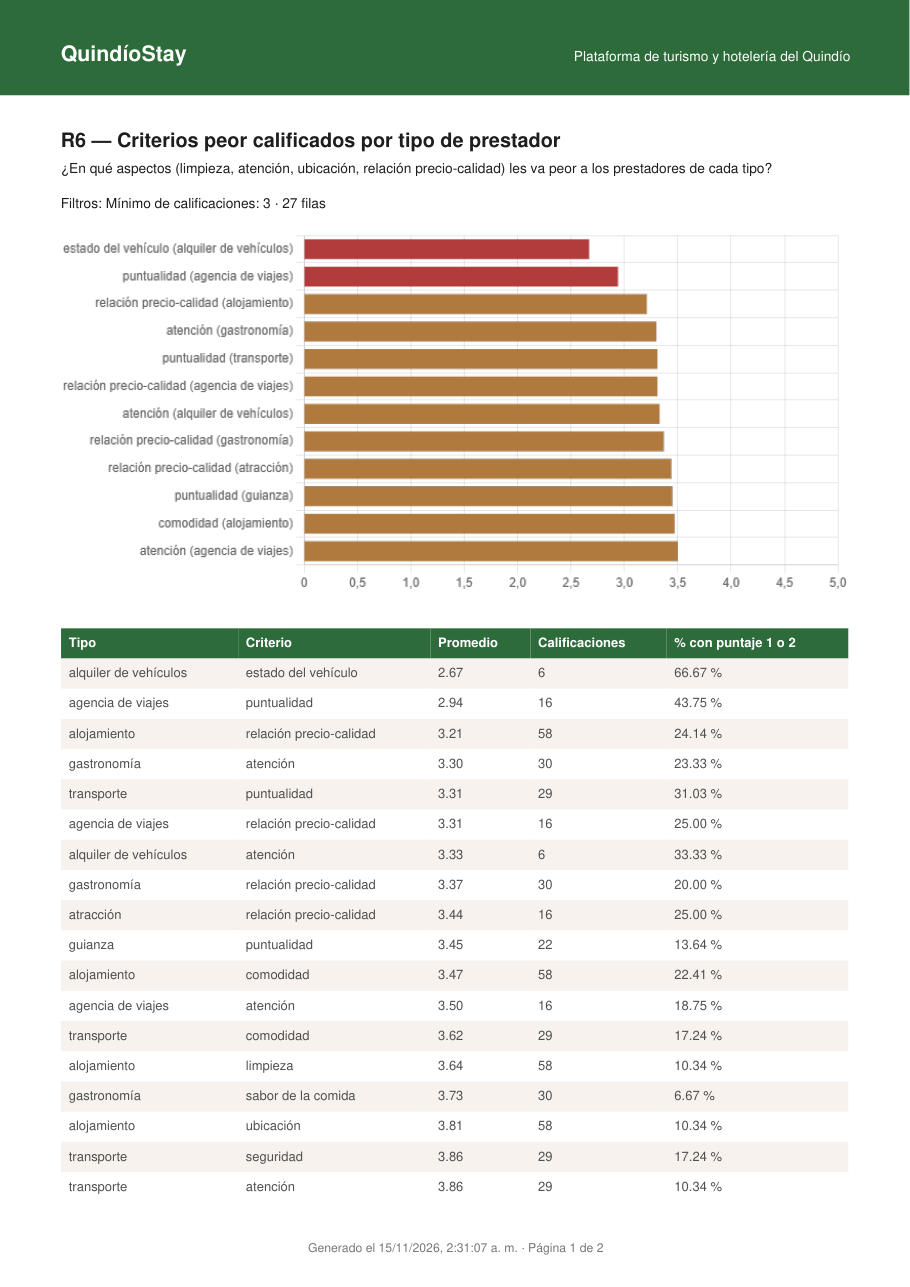 QuindíoStay
Plataforma de turismo y hotelería del Quindío
R6 — Criterios peor calificados por tipo de prestador
¿En qué aspectos (limpieza, atención, ubicación, relación precio-calidad) les va peor a los prestadores de cada tipo?
Filtros: Mínimo de calificaciones: 3 · 27 filas
estado del vehículo (alquiler de vehículos)
puntualidad (agencia de viajes)
relación precio-calidad (alojamiento)
atención (gastronomía)
puntualidad (transporte)
relación precio-calidad (agencia de viajes)
atención (alquiler de vehículos)
relación precio-calidad (gastronomía)
relación precio-calidad (atracción)
puntualidad (guianza)
comodidad (alojamiento)
atención (agencia de viajes)
0 0,5 1,0 1,5 2,0 2,5 3,0 3,5 4,0 4,5 5,0
Tipo Criterio Promedio Calificaciones % con puntaje 1 o 2
alquiler de vehículos estado del vehículo 2.67 6 66.67 %
agencia de viajes puntualidad 2.94 16 43.75 %
alojamiento relación precio-calidad 3.21 58 24.14 %
gastronomía atención 3.30 30 23.33 %
transporte puntualidad 3.31 29 31.03 %
agencia de viajes relación precio-calidad 3.31 16 25.00 %
alquiler de vehículos atención 3.33 6 33.33 %
gastronomía relación precio-calidad 3.37 30 20.00 %
atracción relación precio-calidad 3.44 16 25.00 %
guianza puntualidad 3.45 22 13.64 %
alojamiento comodidad 3.47 58 22.41 %
agencia de viajes atención 3.50 16 18.75 %
transporte comodidad 3.62 29 17.24 %
alojamiento limpieza 3.64 58 10.34 %
gastronomía sabor de la comida 3.73 30 6.67 %
alojamiento ubicación 3.81 58 10.34 %
transporte seguridad 3.86 29 17.24 %
transporte atención 3.86 29 10.34 %
Generado el 15/11/2026, 2:31:07 a. m. · Página 1 de 2